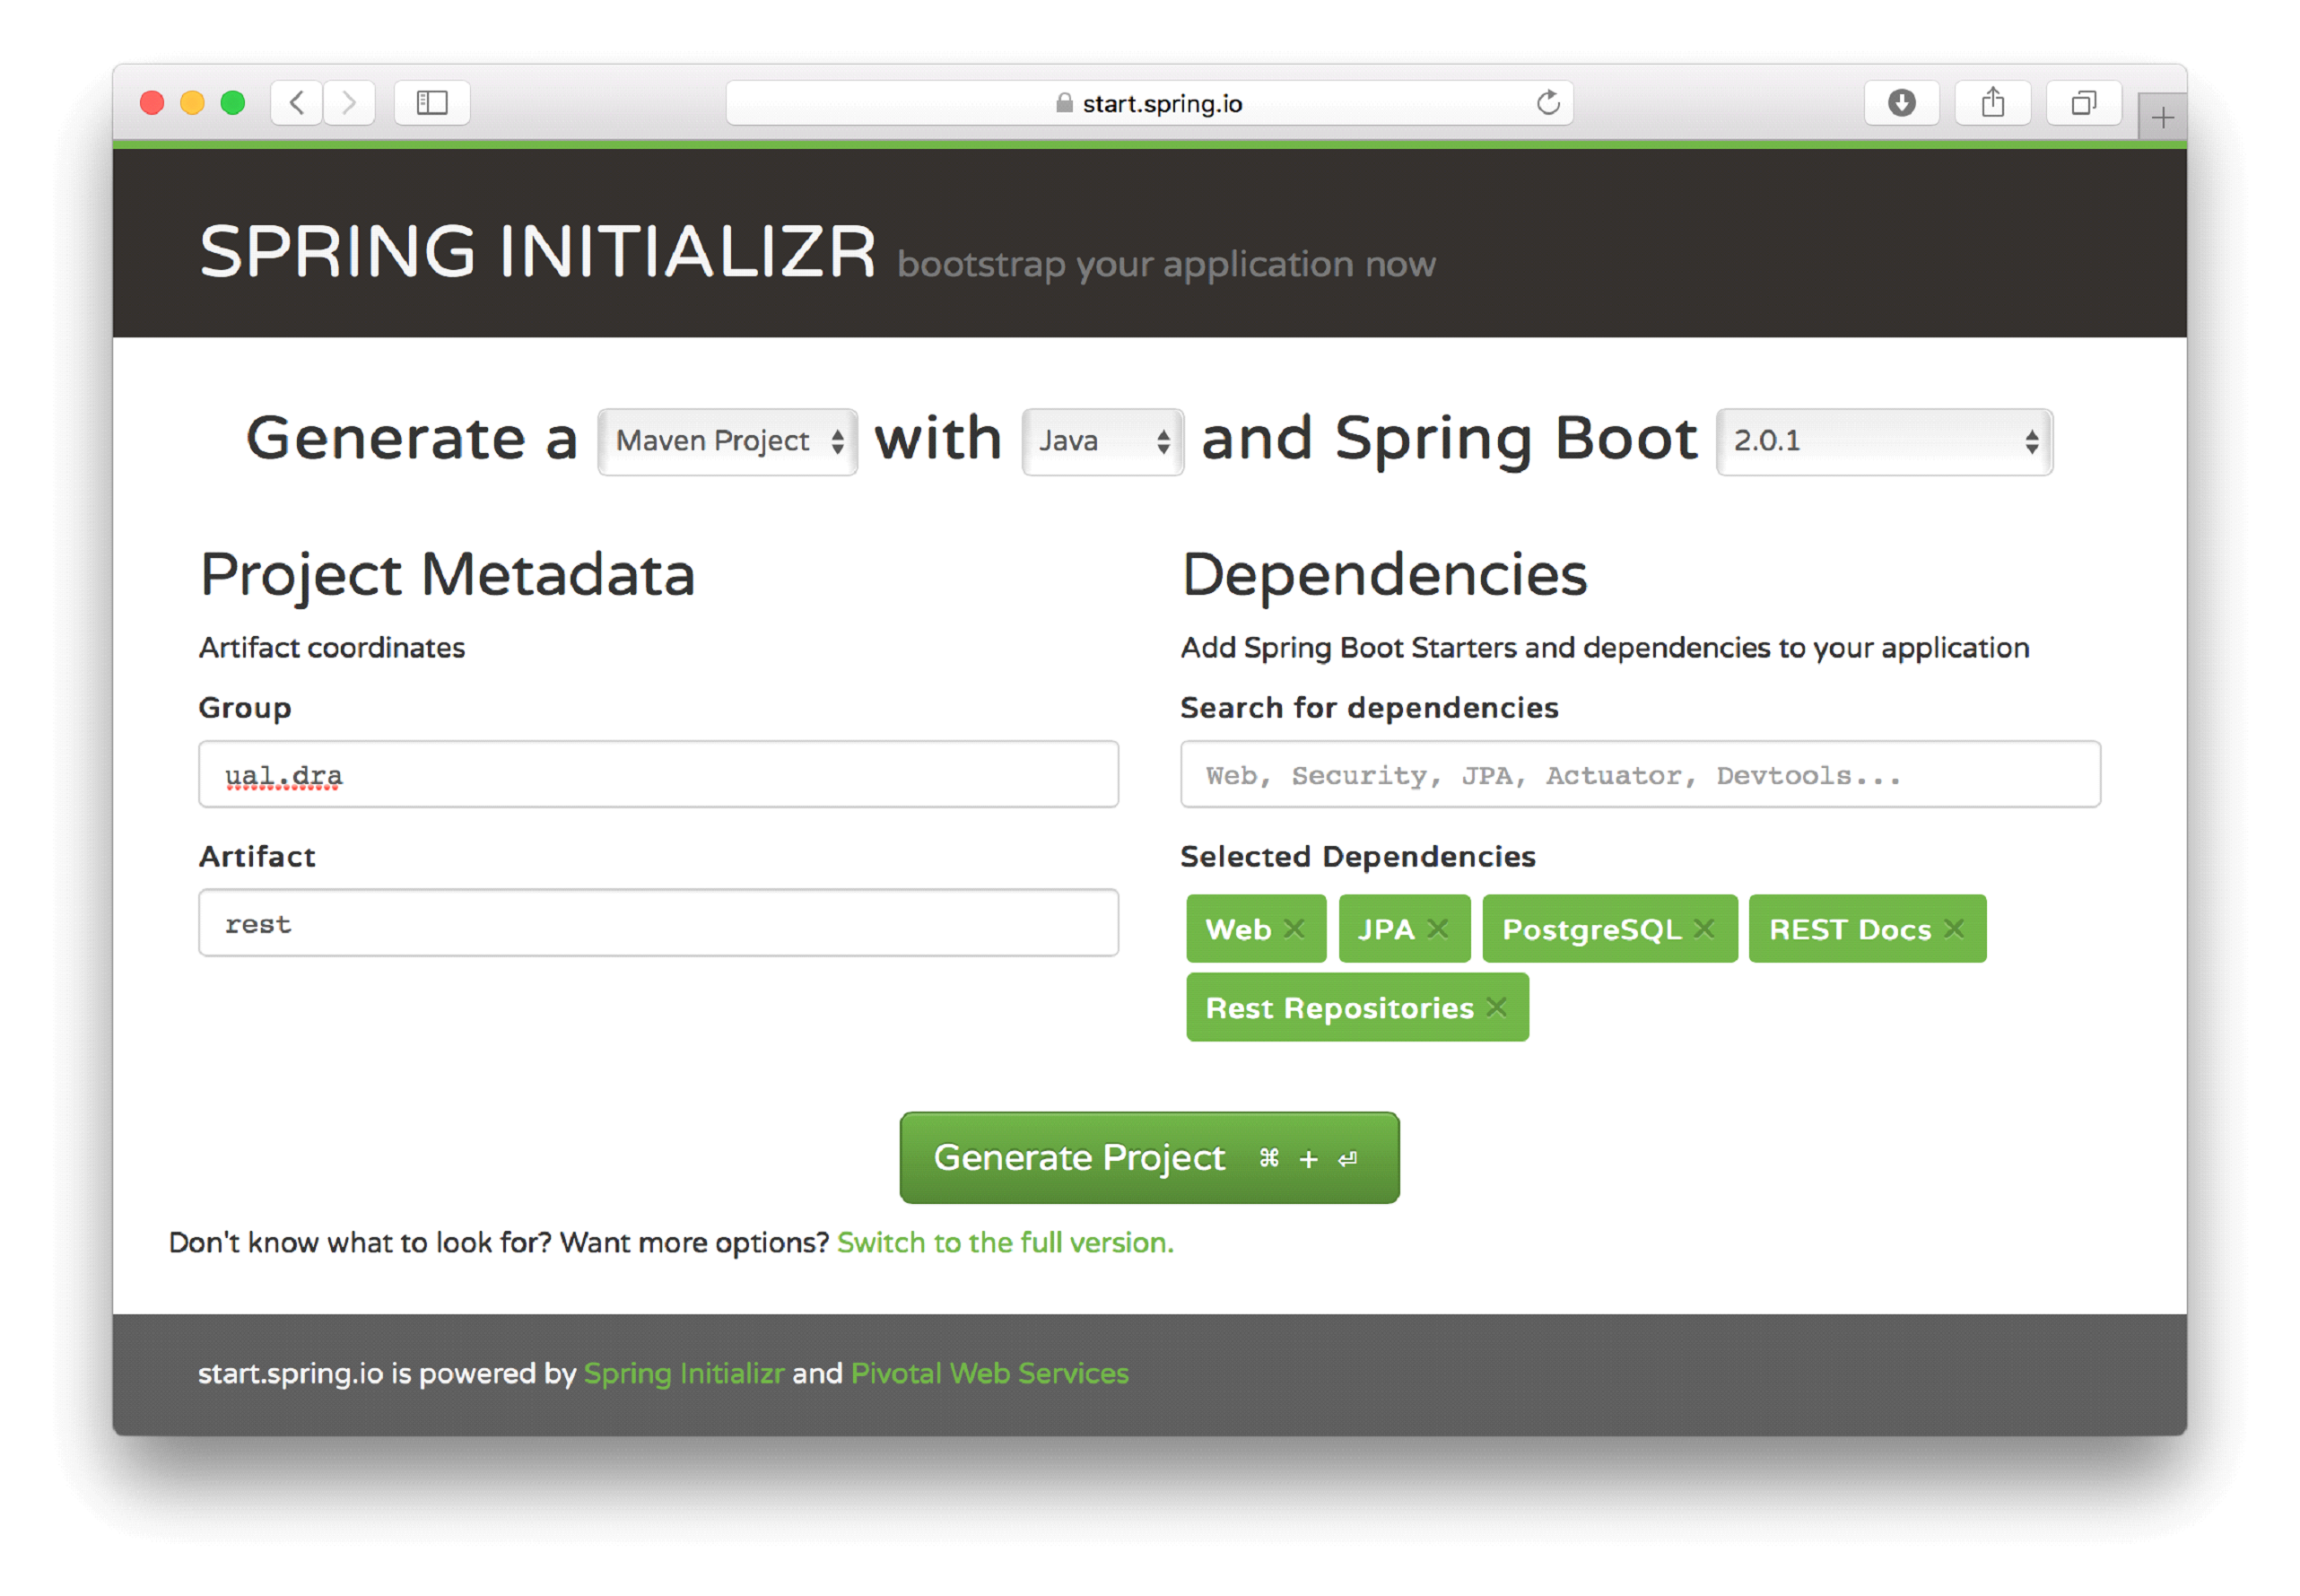 start.spring.io
SPRING INITIALIZR bootstrap your application now
Generate a Maven Project with Java and Spring Boot 2.0.1
Project Metadata
Artifact coordinates
Group
ual.dra
Artifact
rest
Dependencies
Add Spring Boot Starters and dependencies to your application
Search for dependencies
Web, Security, JPA, Actuator, Devtools...
Selected Dependencies
Web JPA PostgreSQL REST Docs
Rest Repositories
Generate Project ⌘ + ⏎
Don't know what to look for? Want more options? Switch to the full version.
start.spring.io is powered by Spring Initializr and Pivotal Web Services